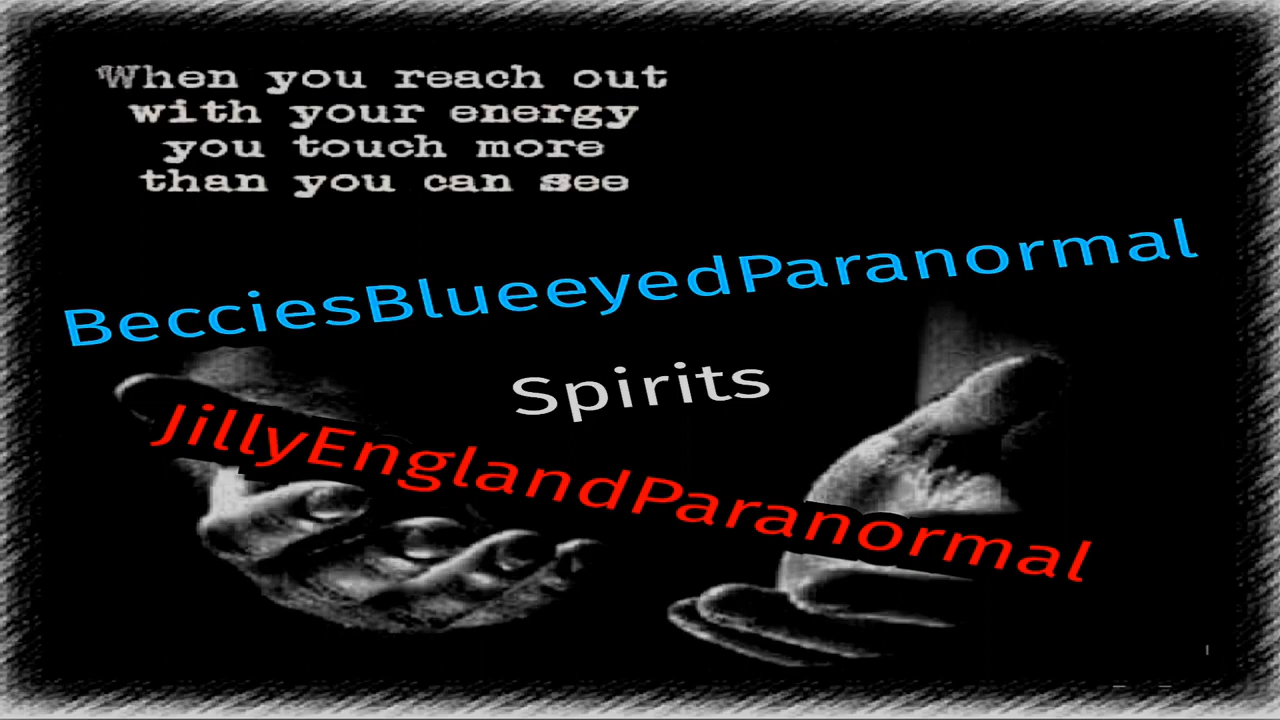 When you reach out
with your energy
you touch more
than you can see
BecciesBlueeyedParanormal
Spirits
JillyEnglandParanormal